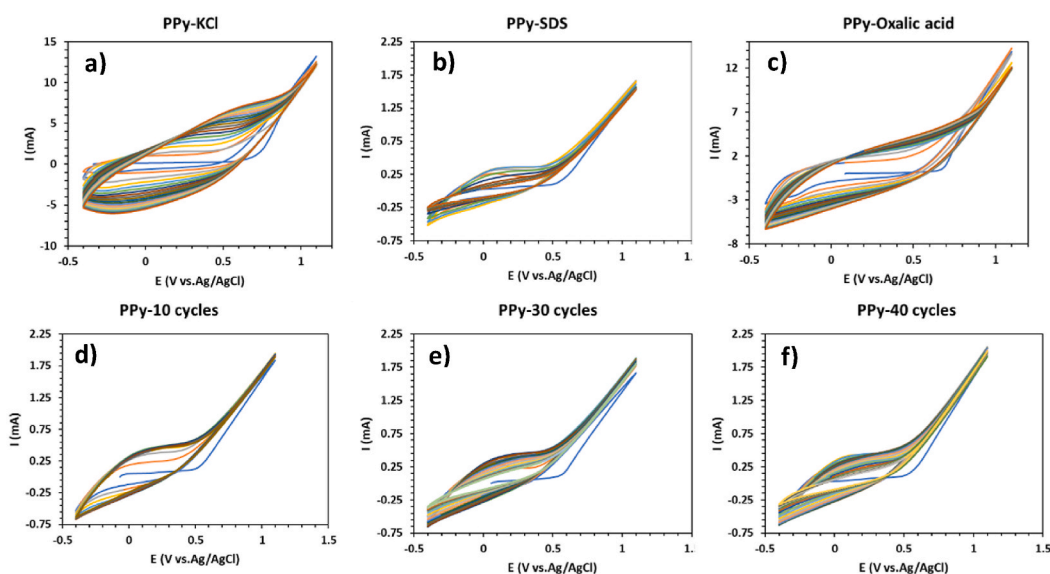 PPy-KCl
a)
I (mA)
15
10
5
0
-5
-10
-0.5
0
0.5
1
E (V vs.Ag/AgCl)
PPy-SDS
b)
I (mA)
2.25
1.75
1.25
0.75
0.25
-0.25
-0.75
-0.5
0
0.5
1
1.
E (V vs.Ag/AgCl)
PPy-Oxalic acid
c)
I (mA)
12
7
2
-3
-8
-0.5
0
0.5
1
E (V vs.Ag/AgCl)
PPy-10 cycles
d)
I (mA)
2.25
1.75
1.25
0.75
0.25
-0.25
-0.75
-0.5
0
0.5
1
1.5
E (V vs.Ag/AgCl)
PPy-30 cycles
e)
I (mA)
2.25
1.75
1.25
0.75
0.25
-0.25
-0.75
-0.5
0
0.5
1
1.
E (V vs.Ag/AgCl)
PPy-40 cycles
f)
I (mA)
2.25
1.75
1.25
0.75
0.25
-0.25
-0.75
-0.5
0
0.5
1
1.5
E (V vs.Ag/AgCl)